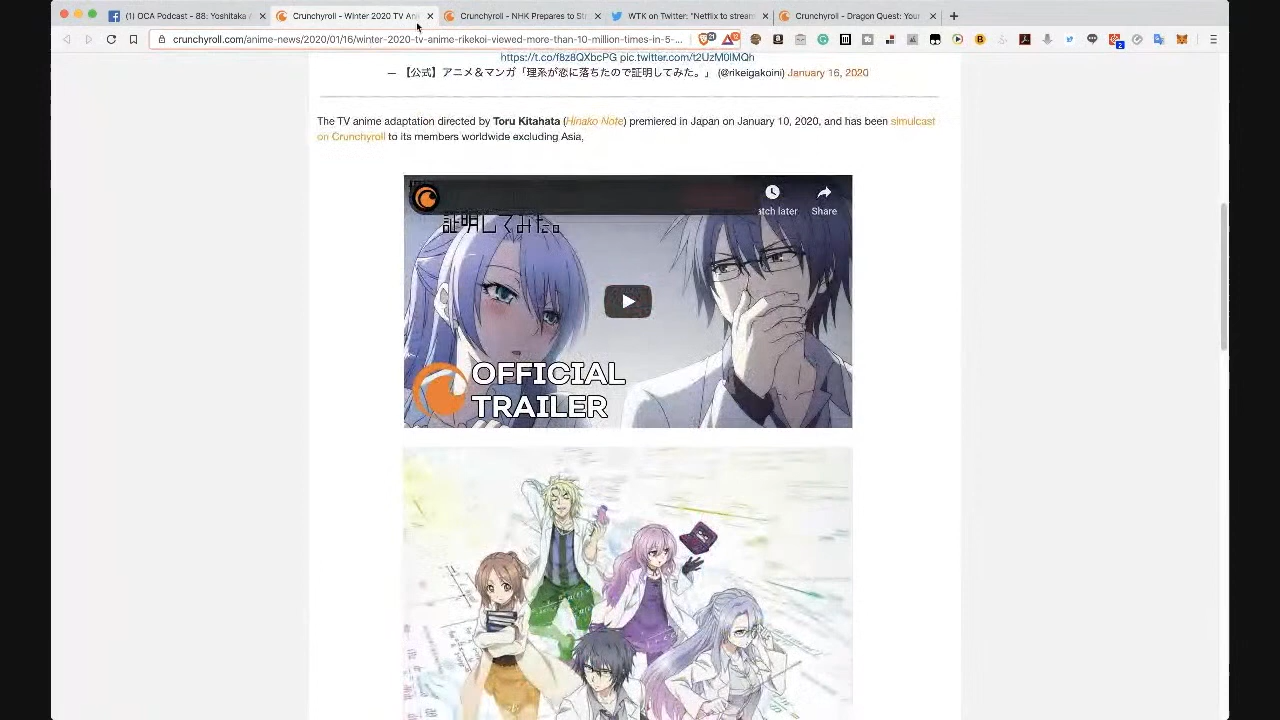 (1) OCA Podcast - 88: Yoshitaka
Crunchyroll - Winter 2020 TV Ani
Crunchyroll - NHK Prepares to St
WTK on Twitter: "Netflix to stream
Crunchyroll - Dragon Quest: Your
crunchyroll.com/anime-news/2020/01/16/winter-2020-tv-anime-rikekoi-viewed-more-than-10-million-times-in-5-...
https://t.co/f8z8QXbcPG pic.twitter.com/t2UzM0lMQh
— 【公式】アニメ&マンガ「理系が恋に落ちたので証明してみた。」 (@rikeigakoini) January 16, 2020
The TV anime adaptation directed by Toru Kitahata (Hinako Note) premiered in Japan on January 10, 2020, and has been simulcast
on Crunchyroll to its members worldwide excluding Asia,
atch later
Share
証明してみた。
OFFICIAL
TRAILER